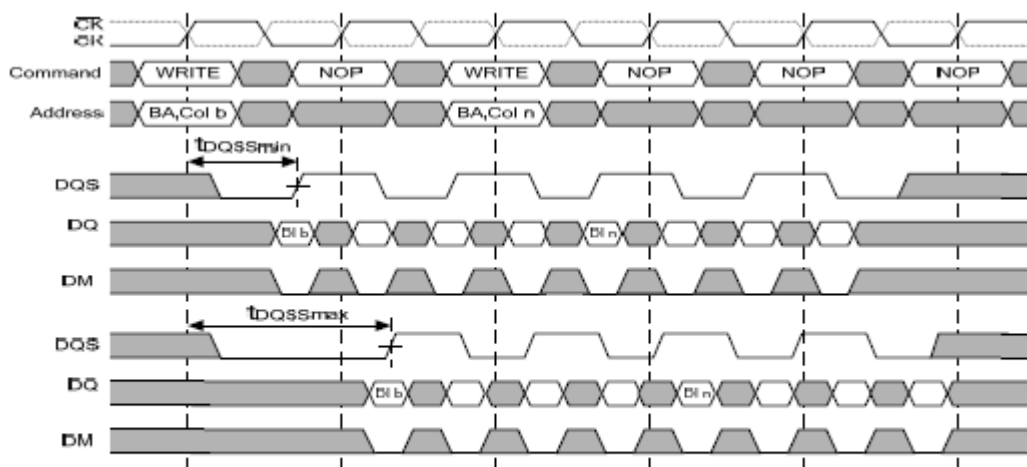 CK
CK
Command WRITE NOP WRITE NOP NOP NOP
Address BA,Col b BA,Col n
tDQSSmin
DQS
DQ DI b DI n
DM
tDQSSmax
DQS
DQ DI b DI n
DM